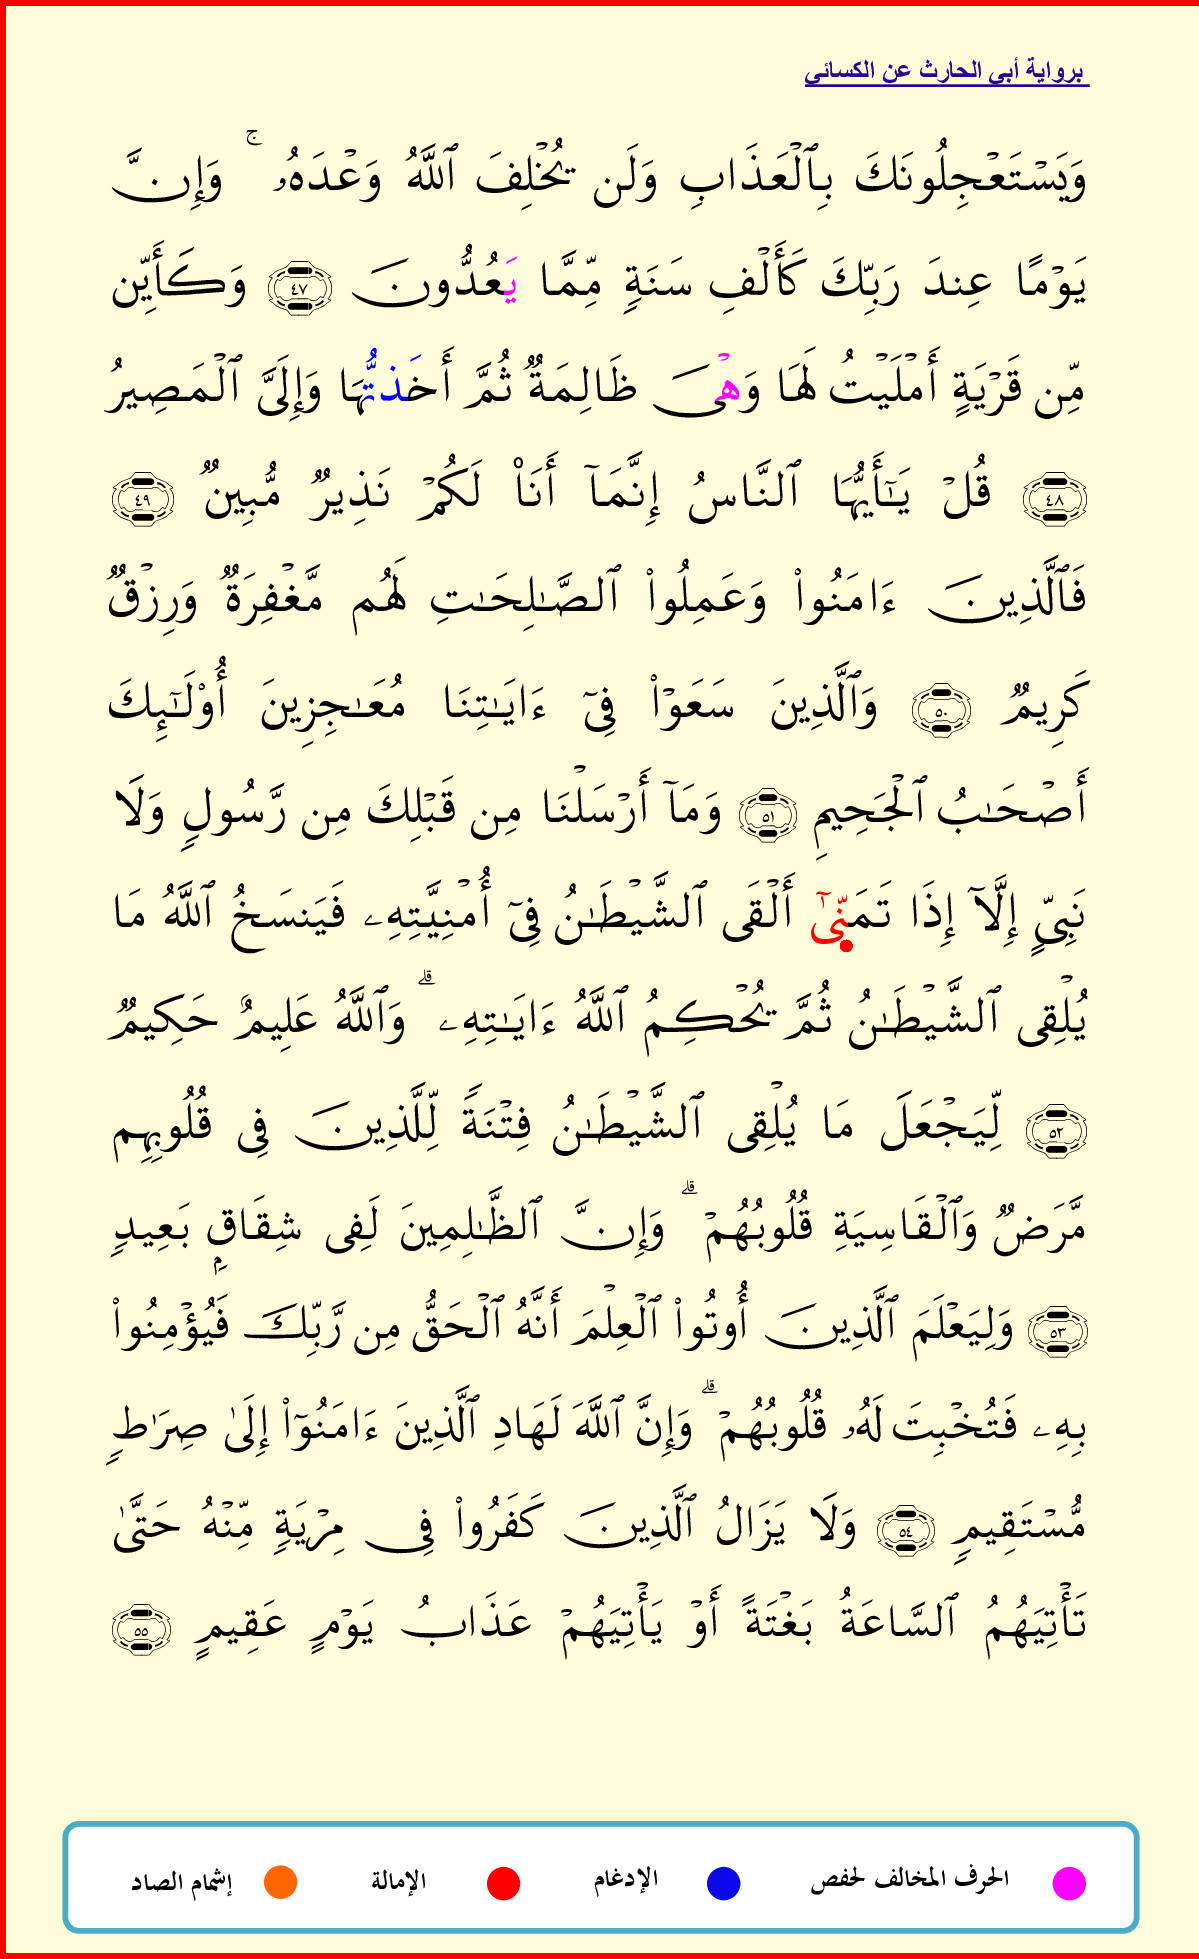 برواية أبي الحارث عن الكسائي
وَيَسْتَعْجِلُونَكَ بِٱلْعَذَابِ وَلَن يُخْلِفَ ٱللَّهُ وَعْدَهُۥ ۚ وَإِنَّ
يَوْمًا عِندَ رَبِّكَ كَأَلْفِ سَنَةٍ مِّمَّا يَعُدُّونَ ٤٧ وَكَأَيِّن
مِّن قَرْيَةٍ أَمْلَيْتُ لَهَا وَهْىَ ظَالِمَةٌ ثُمَّ أَخَذتُّهَا وَإِلَىَّ ٱلْمَصِيرُ
٤٨ قُلْ يَـٰٓأَيُّهَا ٱلنَّاسُ إِنَّمَآ أَنَا۠ لَكُمْ نَذِيرٌ مُّبِينٌ ٤٩
فَٱلَّذِينَ ءَامَنُوا۟ وَعَمِلُوا۟ ٱلصَّـٰلِحَـٰتِ لَهُم مَّغْفِرَةٌ وَرِزْقٌ
كَرِيمٌ ٥٠ وَٱلَّذِينَ سَعَوْا۟ فِىٓ ءَايَـٰتِنَا مُعَـٰجِزِينَ أُو۟لَـٰٓئِكَ
أَصْحَـٰبُ ٱلْجَحِيمِ ٥١ وَمَآ أَرْسَلْنَا مِن قَبْلِكَ مِن رَّسُولٍ وَلَا
نَبِىٍّ إِلَّآ إِذَا تَمَنِّىٰٓ أَلْقَى ٱلشَّيْطَـٰنُ فِىٓ أُمْنِيَّتِهِۦ فَيَنسَخُ ٱللَّهُ مَا
يُلْقِى ٱلشَّيْطَـٰنُ ثُمَّ يُحْكِمُ ٱللَّهُ ءَايَـٰتِهِۦ ۗ وَٱللَّهُ عَلِيمٌ حَكِيمٌ
٥٢ لِّيَجْعَلَ مَا يُلْقِى ٱلشَّيْطَـٰنُ فِتْنَةً لِّلَّذِينَ فِى قُلُوبِهِم
مَّرَضٌ وَٱلْقَاسِيَةِ قُلُوبُهُمْ ۗ وَإِنَّ ٱلظَّـٰلِمِينَ لَفِى شِقَاقٍۭ بَعِيدٍ
٥٣ وَلِيَعْلَمَ ٱلَّذِينَ أُوتُوا۟ ٱلْعِلْمَ أَنَّهُ ٱلْحَقُّ مِن رَّبِّكَ فَيُؤْمِنُوا۟
بِهِۦ فَتُخْبِتَ لَهُۥ قُلُوبُهُمْ ۗ وَإِنَّ ٱللَّهَ لَهَادِ ٱلَّذِينَ ءَامَنُوٓا۟ إِلَىٰ صِرَٰطٍ
مُّسْتَقِيمٍ ٥٤ وَلَا يَزَالُ ٱلَّذِينَ كَفَرُوا۟ فِى مِرْيَةٍ مِّنْهُ حَتَّىٰ
تَأْتِيَهُمُ ٱلسَّاعَةُ بَغْتَةً أَوْ يَأْتِيَهُمْ عَذَابُ يَوْمٍ عَقِيمٍ ٥٥
الحرف المخالف لحفص الإدغام الإمالة إشمام الصاد